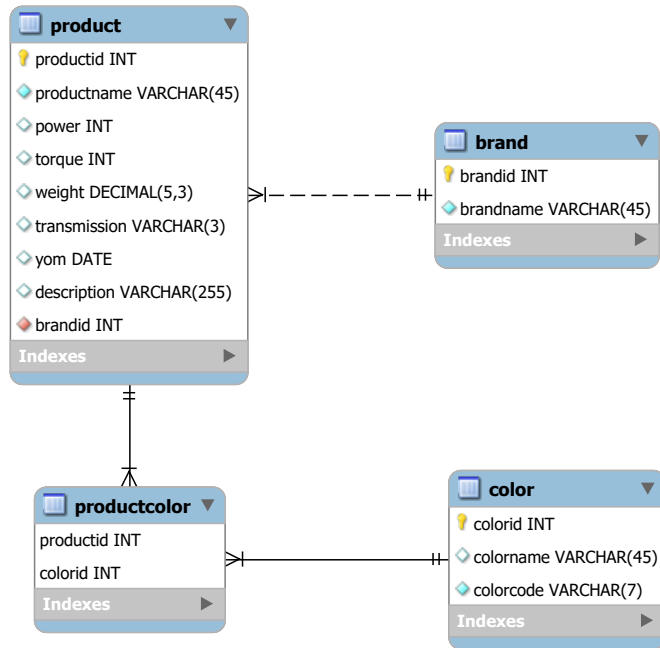 product
productid INT
productname VARCHAR(45)
power INT
torque INT
weight DECIMAL(5,3)
transmission VARCHAR(3)
yom DATE
description VARCHAR(255)
brandid INT
Indexes
brand
brandid INT
brandname VARCHAR(45)
Indexes
productcolor
productid INT
colorid INT
Indexes
color
colorid INT
colorname VARCHAR(45)
colorcode VARCHAR(7)
Indexes